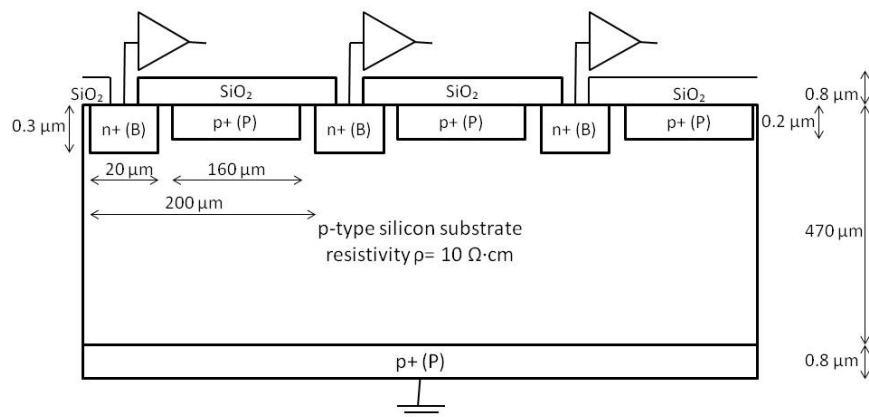 SiO₂
SiO₂
SiO₂
SiO₂
0.8 µm
0.3 µm
n+ (B)
p+ (P)
n+ (B)
p+ (P)
n+ (B)
p+ (P)
0.2 µm
20 µm
160 µm
200 µm
p-type silicon substrate
resistivity ρ= 10 Ω·cm
470 µm
p+ (P)
0.8 µm